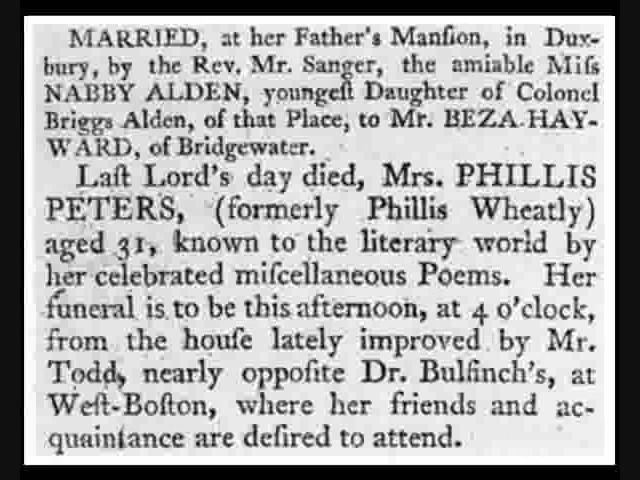 MARRIED, at her Father's Manſion, in Dux-
bury, by the Rev. Mr. Sanger, the amiable Miſs
NABBY ALDEN, youngeſt Daughter of Colonel
Briggs Alden, of that Place, to Mr. BEZA HAY-
WARD, of Bridgewater.
Laſt Lord's day died, Mrs. PHILLIS
PETERS, (formerly Phillis Wheatly)
aged 31, known to the literary world by
her celebrated miſcellaneous Poems. Her
funeral is to be this afternoon, at 4 o'clock,
from the houſe lately improved by Mr.
Todd, nearly oppoſite Dr. Bulfinch's, at
Weſt-Boſton, where her friends and ac-
quaintance are deſired to attend.